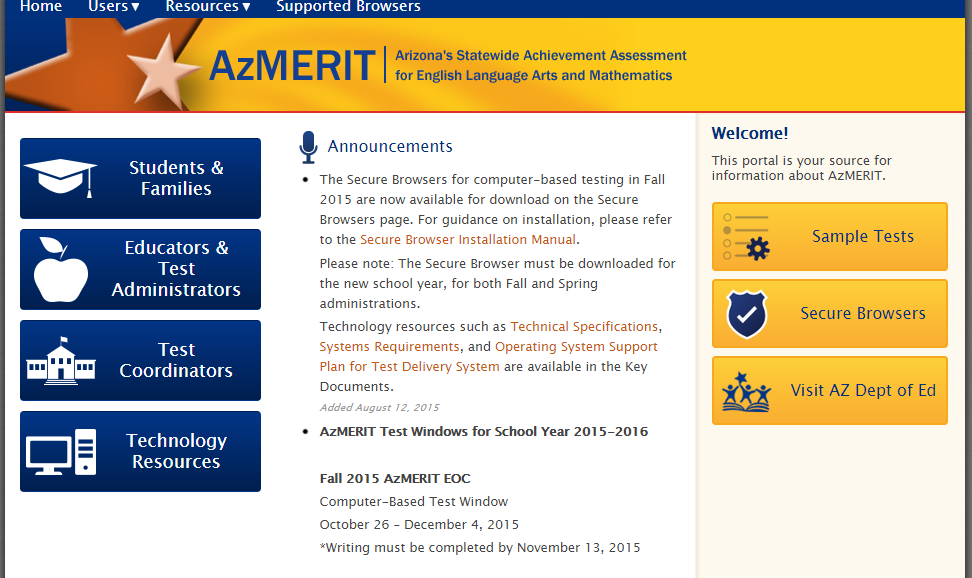 Home Users ▾ Resources ▾ Supported Browsers
AzMERIT
Arizona's Statewide Achievement Assessment
for English Language Arts and Mathematics
Students &
Families
Educators &
Test
Administrators
Test
Coordinators
Technology
Resources
Announcements
• The Secure Browsers for computer-based testing in Fall
2015 are now available for download on the Secure
Browsers page. For guidance on installation, please refer
to the Secure Browser Installation Manual.
Please note: The Secure Browser must be downloaded for
the new school year, for both Fall and Spring
administrations.
Technology resources such as Technical Specifications,
Systems Requirements, and Operating System Support
Plan for Test Delivery System are available in the Key
Documents.
Added August 12, 2015
• AzMERIT Test Windows for School Year 2015-2016
Fall 2015 AzMERIT EOC
Computer-Based Test Window
October 26 – December 4, 2015
*Writing must be completed by November 13, 2015
Welcome!
This portal is your source for
information about AzMERIT.
Sample Tests
Secure Browsers
Visit AZ Dept of Ed